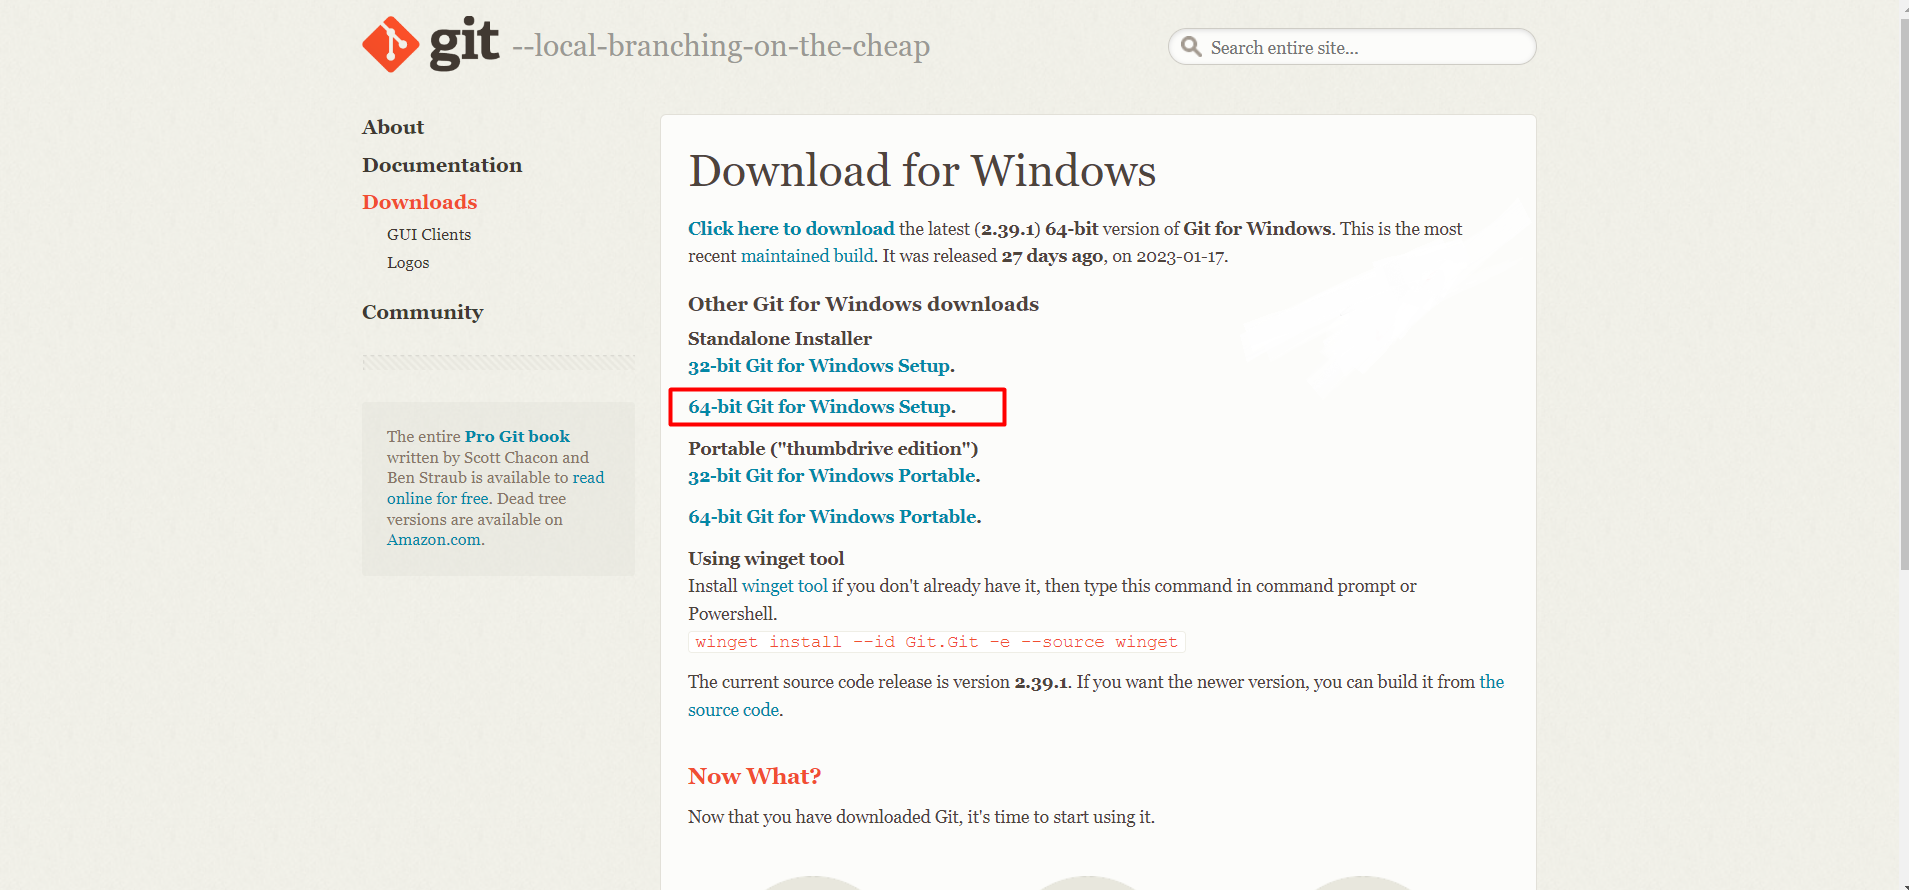 git --local-branching-on-the-cheap
Search entire site...
About
Documentation
Downloads
GUI Clients
Logos
Community
The entire Pro Git book
written by Scott Chacon and
Ben Straub is available to read
online for free. Dead tree
versions are available on
Amazon.com.
Download for Windows
Click here to download the latest (2.39.1) 64-bit version of Git for Windows. This is the most
recent maintained build. It was released 27 days ago, on 2023-01-17.
Other Git for Windows downloads
Standalone Installer
32-bit Git for Windows Setup.
64-bit Git for Windows Setup.
Portable ("thumbdrive edition")
32-bit Git for Windows Portable.
64-bit Git for Windows Portable.
Using winget tool
Install winget tool if you don't already have it, then type this command in command prompt or
Powershell.
winget install --id Git.Git -e --source winget
The current source code release is version 2.39.1. If you want the newer version, you can build it from the
source code.
Now What?
Now that you have downloaded Git, it's time to start using it.